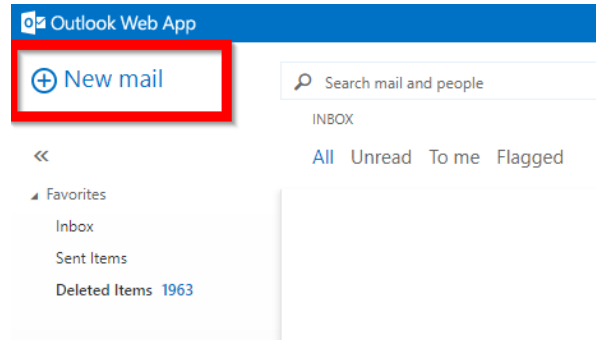 Outlook Web App
New mail
Search mail and people
INBOX
All Unread To me Flagged
Favorites
Inbox
Sent Items
Deleted Items 1963